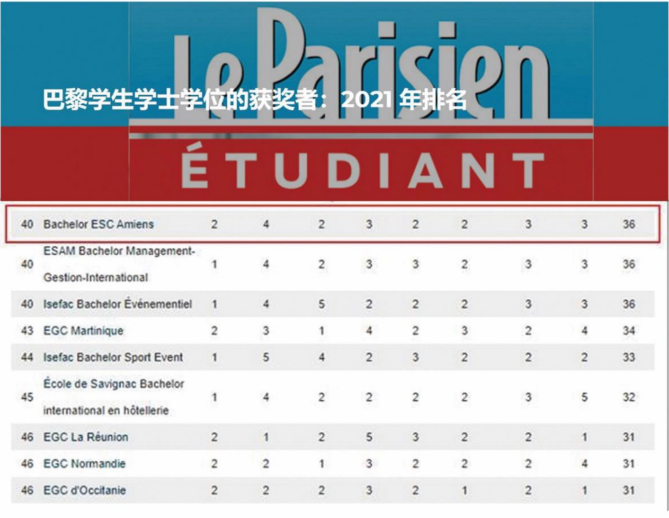 Le Parisien
巴黎学生学士学位的获奖者：2021 年排名
ÉTUDIANT
40 Bachelor ESC Amiens 2 4 2 3 2 2 3 3 36
ESAM Bachelor Management-
40 1 4 2 3 3 2 3 3 36
Gestion-International
40 Isefac Bachelor Événementiel 1 4 5 2 2 2 3 3 36
43 EGC Martinique 2 3 1 4 2 3 2 4 34
44 Isefac Bachelor Sport Event 1 5 4 2 3 2 2 2 33
École de Savignac Bachelor
45 1 4 2 2 2 2 3 5 32
international en hôtellerie
46 EGC La Réunion 2 1 2 5 3 2 2 1 31
46 EGC Normandie 2 2 1 3 2 2 2 4 31
46 EGC d'Occitanie 2 2 2 3 2 1 2 1 31